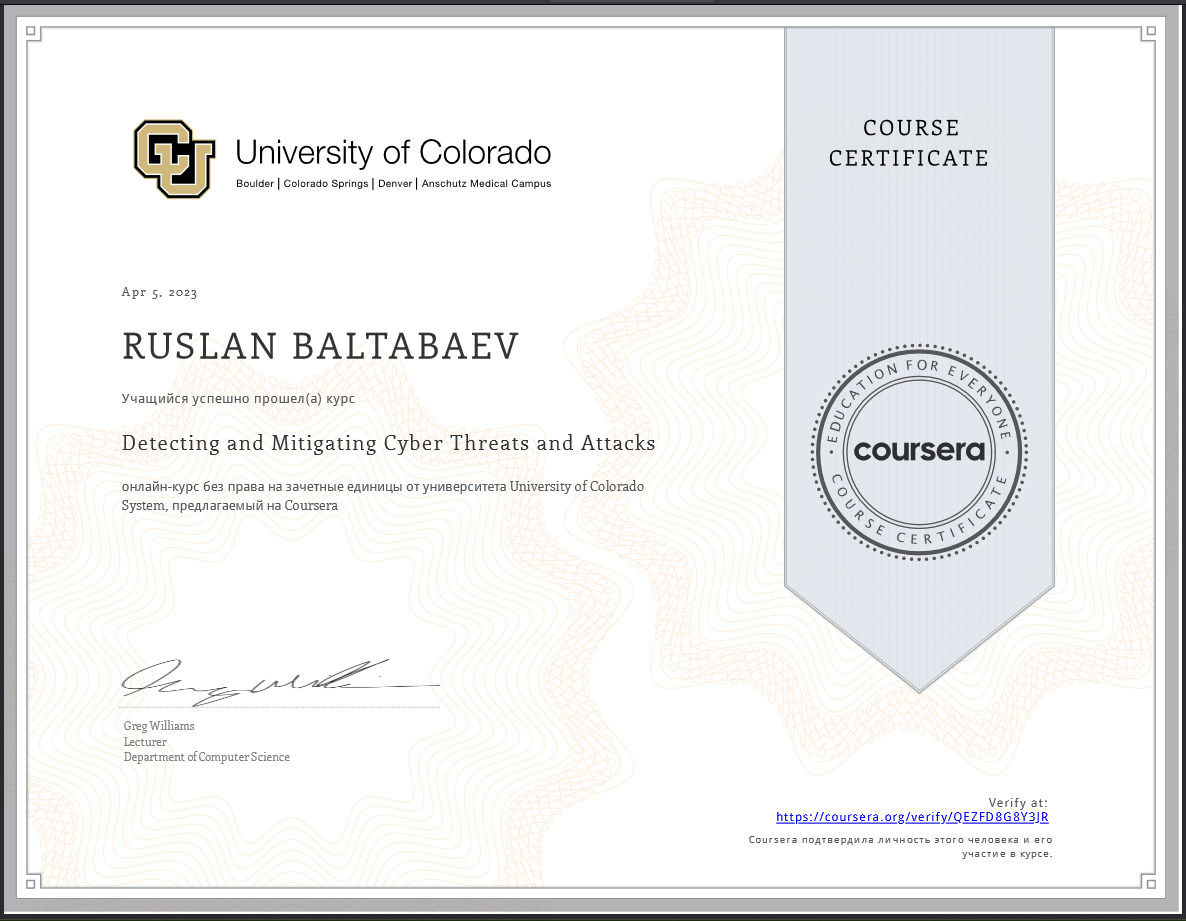 University of Colorado
Boulder | Colorado Springs | Denver | Anschutz Medical Campus
COURSE
CERTIFICATE
Apr 5, 2023
RUSLAN BALTABAEV
Учащийся успешно прошел(а) курс
Detecting and Mitigating Cyber Threats and Attacks
онлайн-курс без права на зачетные единицы от университета University of Colorado
System, предлагаемый на Coursera
EDUCATION FOR EVERYONE
coursera
COURSE CERTIFICATE
Greg Williams
Lecturer
Department of Computer Science
Verify at:
https://coursera.org/verify/QEZFD8G8Y3JR
Coursera подтвердила личность этого человека и его
участие в курсе.